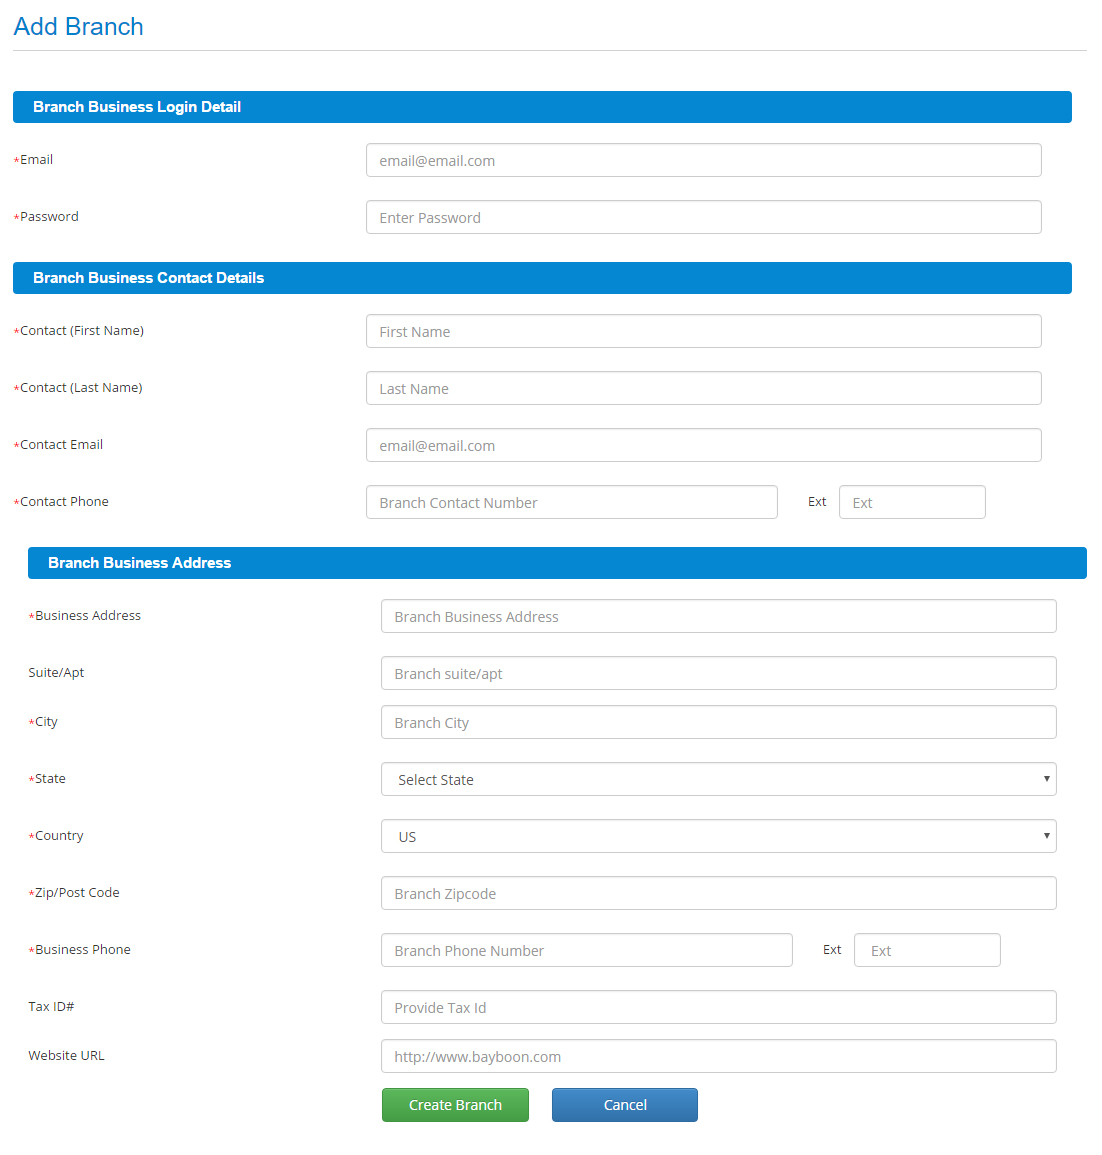 Add Branch
Branch Business Login Detail
*Email email@email.com
*Password Enter Password
Branch Business Contact Details
*Contact (First Name) First Name
*Contact (Last Name) Last Name
*Contact Email email@email.com
*Contact Phone Branch Contact Number Ext Ext
Branch Business Address
*Business Address Branch Business Address
Suite/Apt Branch suite/apt
*City Branch City
*State Select State
*Country US
*Zip/Post Code Branch Zipcode
*Business Phone Branch Phone Number Ext Ext
Tax ID# Provide Tax Id
Website URL http://www.bayboon.com
Create Branch Cancel